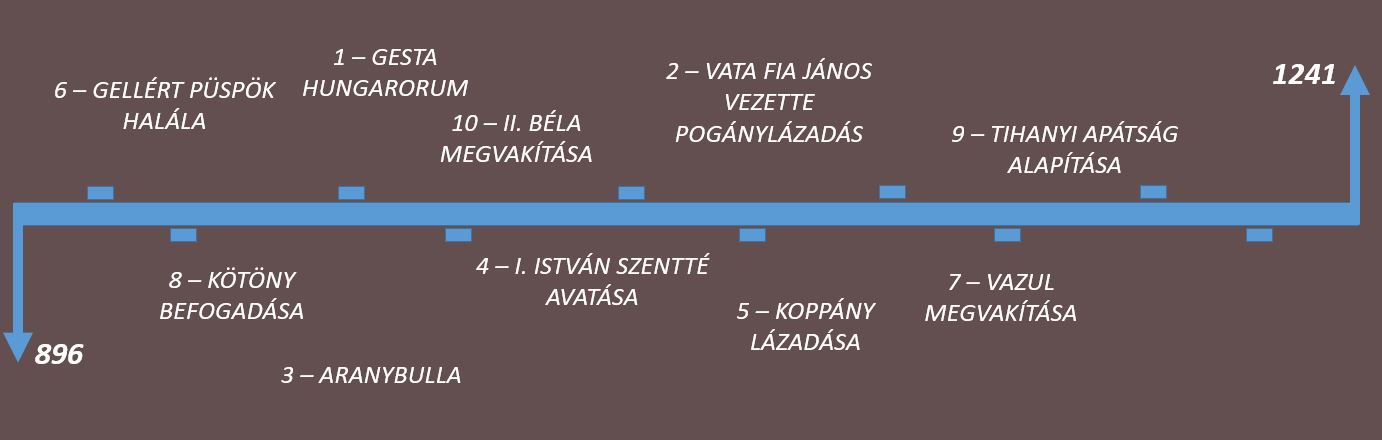 6 – GELLÉRT PÜSPÖK
HALÁLA
1 – GESTA
HUNGARORUM
10 – II. BÉLA
MEGVAKÍTÁSA
2 – VATA FIA JÁNOS
VEZETTE
POGÁNYLÁZADÁS
9 – TIHANYI APÁTSÁG
ALAPÍTÁSA
1241
896
8 – KÖTÖNY
BEFOGADÁSA
3 – ARANYBULLA
4 – I. ISTVÁN SZENTTÉ
AVATÁSA
5 – KOPPÁNY
LÁZADÁSA
7 – VAZUL
MEGVAKÍTÁSA